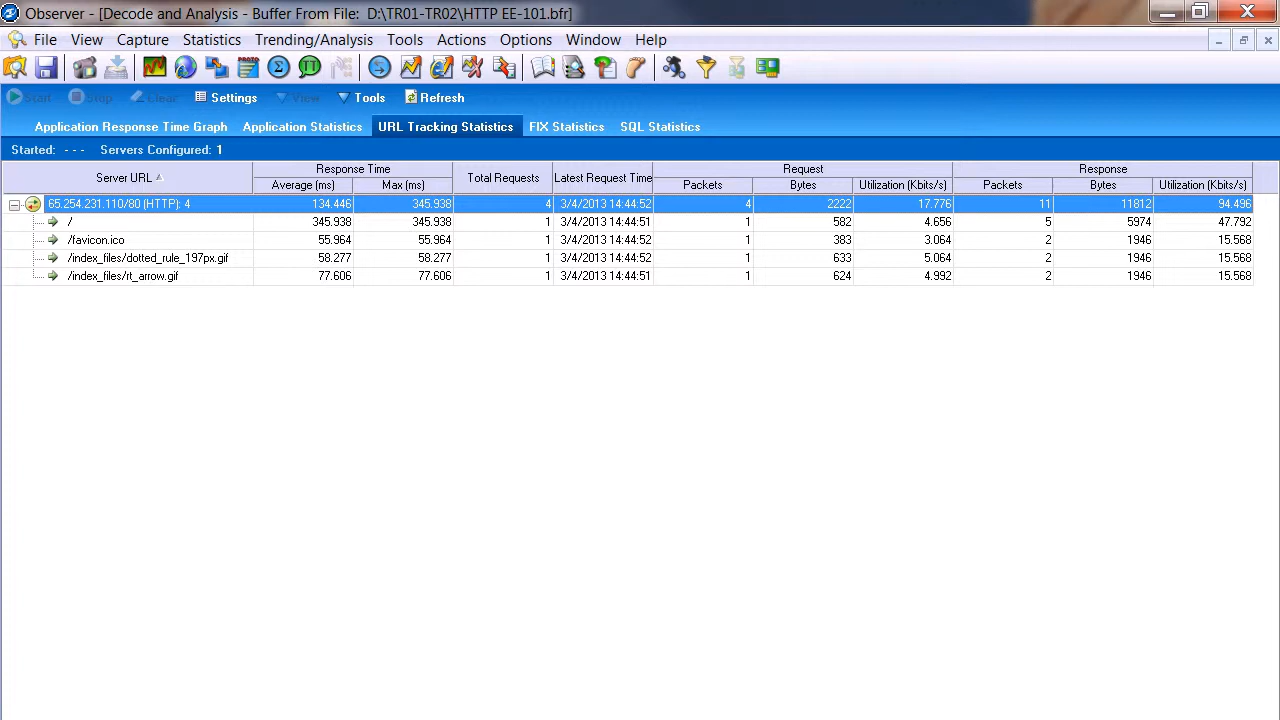 Observer - [Decode and Analysis - Buffer From File: D:\TR01-TR02\HTTP EE-101.bfr]
File View Capture Statistics Trending/Analysis Tools Actions Options Window Help
Start Stop Clear Settings View Tools Refresh
Application Response Time Graph Application Statistics URL Tracking Statistics FIX Statistics SQL Statistics
Started: - - - Servers Configured: 1
Server URL Response Time Total Requests Latest Request Time Request Response
Average (ms) Max (ms) Packets Bytes Utilization (Kbits/s) Packets Bytes Utilization (Kbits/s)
65.254.231.110/80 (HTTP): 4 134.446 345.938 4 3/4/2013 14:44:52 4 2222 17.776 11 11812 94.496
/ 345.938 345.938 1 3/4/2013 14:44:51 1 582 4.656 5 5974 47.792
/favicon.ico 55.964 55.964 1 3/4/2013 14:44:52 1 383 3.064 2 1946 15.568
/index_files/dotted_rule_197px.gif 58.277 58.277 1 3/4/2013 14:44:52 1 633 5.064 2 1946 15.568
/index_files/rt_arrow.gif 77.606 77.606 1 3/4/2013 14:44:51 1 624 4.992 2 1946 15.568